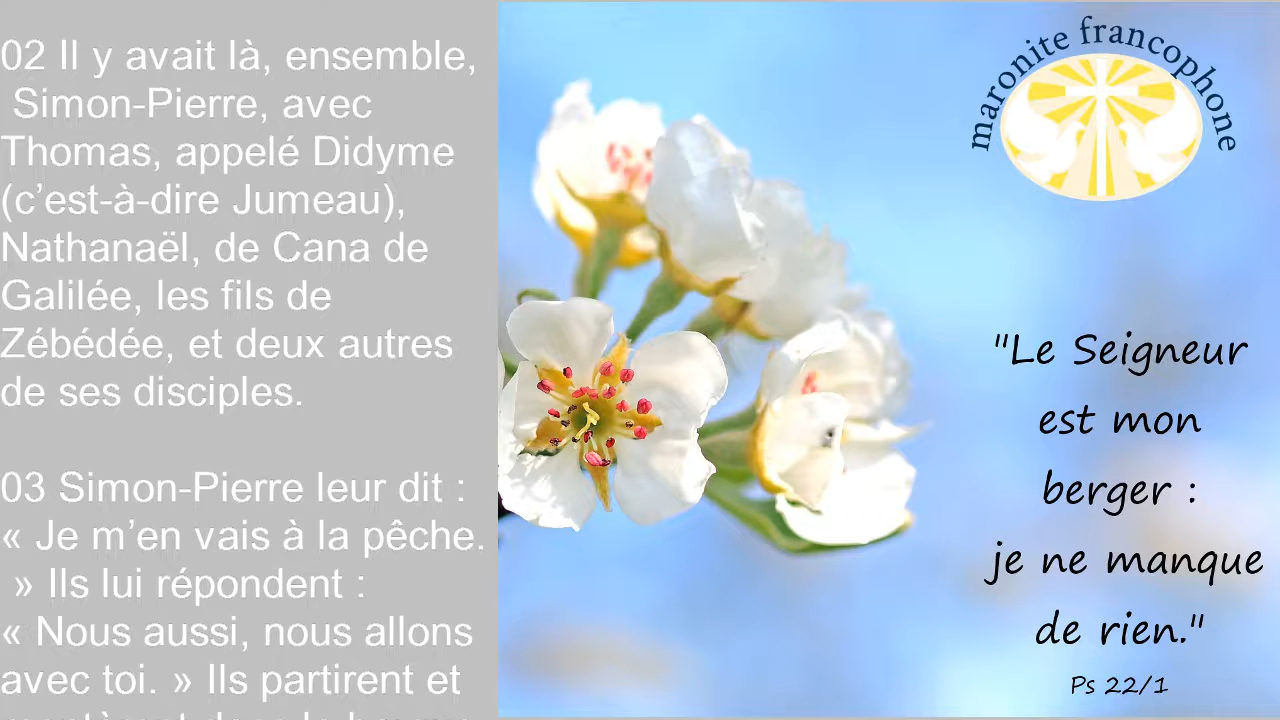 02 Il y avait là, ensemble,
Simon-Pierre, avec
Thomas, appelé Didyme
(c’est-à-dire Jumeau),
Nathanaël, de Cana de
Galilée, les fils de
Zébédée, et deux autres
de ses disciples.
03 Simon-Pierre leur dit :
« Je m’en vais à la pêche.
» Ils lui répondent :
« Nous aussi, nous allons
avec toi. » Ils partirent et
maronite francophone
"Le Seigneur
est mon
berger :
je ne manque
de rien."
Ps 22/1